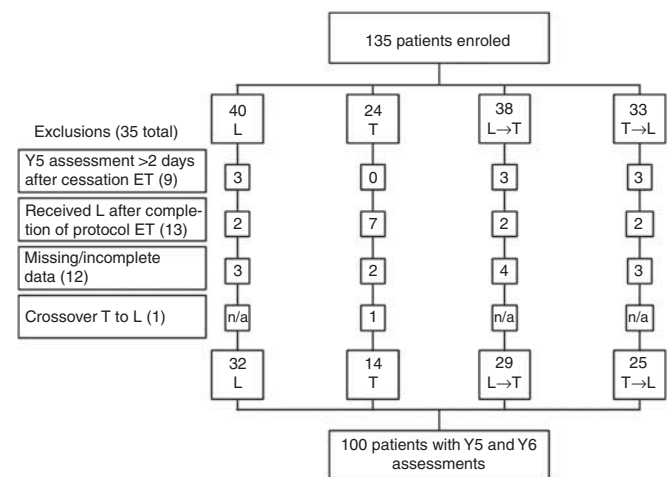 135 patients enroled
40
L
24
T
38
L→T
33
T→L
Exclusions (35 total)
Y5 assessment >2 days
after cessation ET (9)
3
0
3
3
Received L after comple-
tion of protocol ET (13)
2
7
2
2
Missing/incomplete
data (12)
3
2
4
3
Crossover T to L (1)
n/a
1
n/a
n/a
32
L
14
T
29
L→T
25
T→L
100 patients with Y5 and Y6
assessments